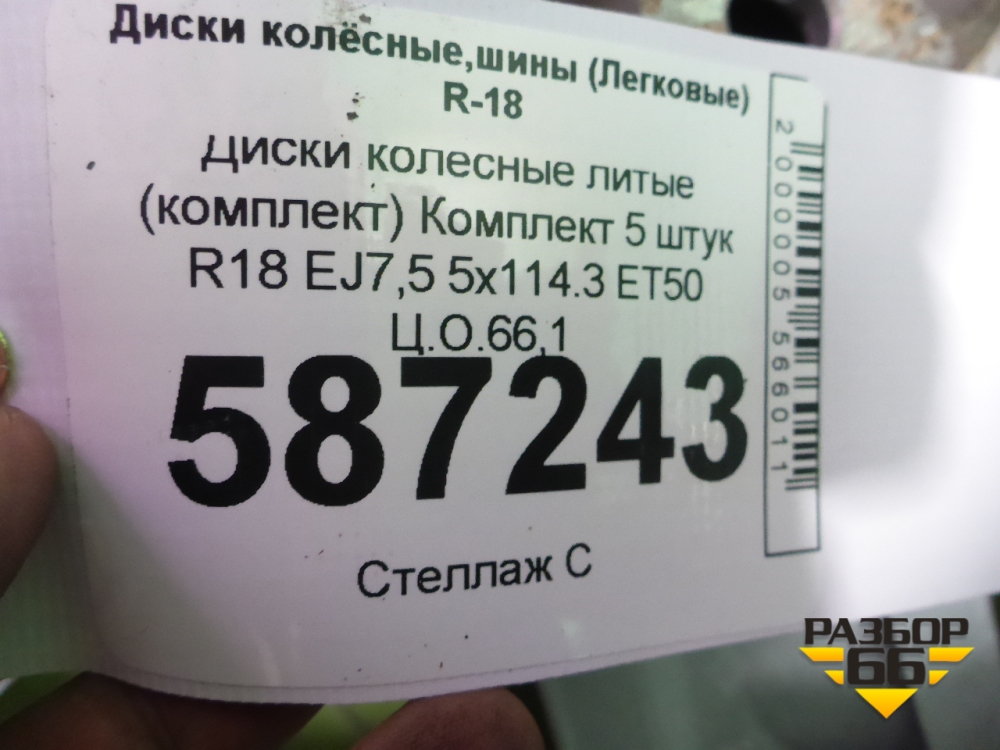 Диски колёсные,шины (Легковые)
R-18
Диски колесные литые
(комплект) Комплект 5 штук
R18 EJ7,5 5x114.3 ET50
Ц.О.66,1
587243
Стеллаж С
2000005566011
РАЗБОР
66